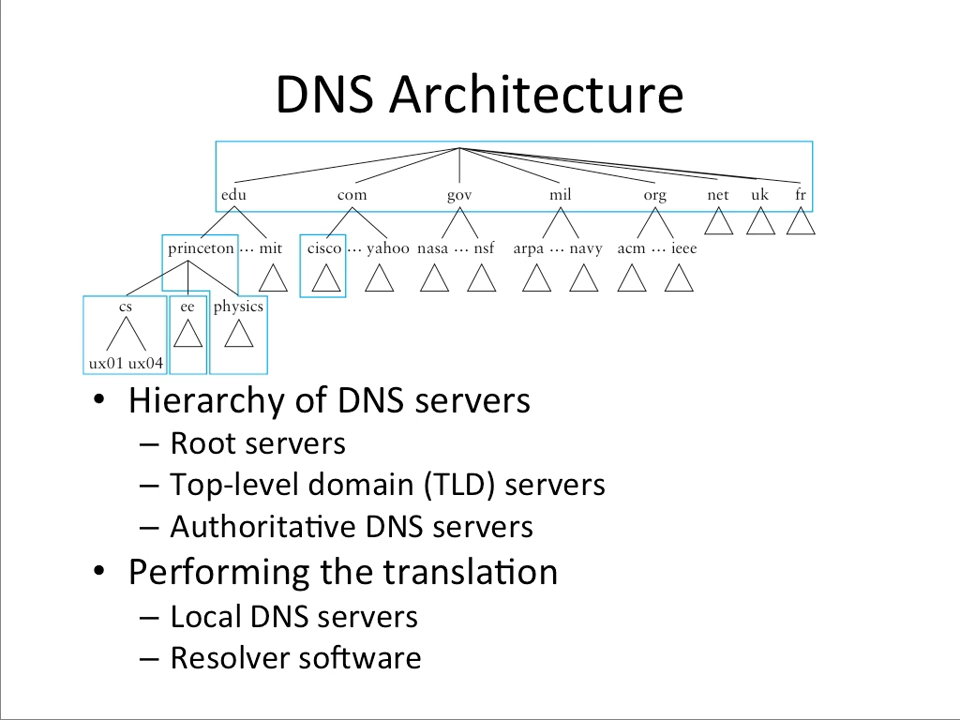 DNS Architecture
edu com gov mil org net uk fr
princeton ... mit cisco ... yahoo nasa ... nsf arpa ... navy acm ... ieee
cs ee physics
ux01 ux04
• Hierarchy of DNS servers
– Root servers
– Top-level domain (TLD) servers
– Authoritative DNS servers
• Performing the translation
– Local DNS servers
– Resolver software